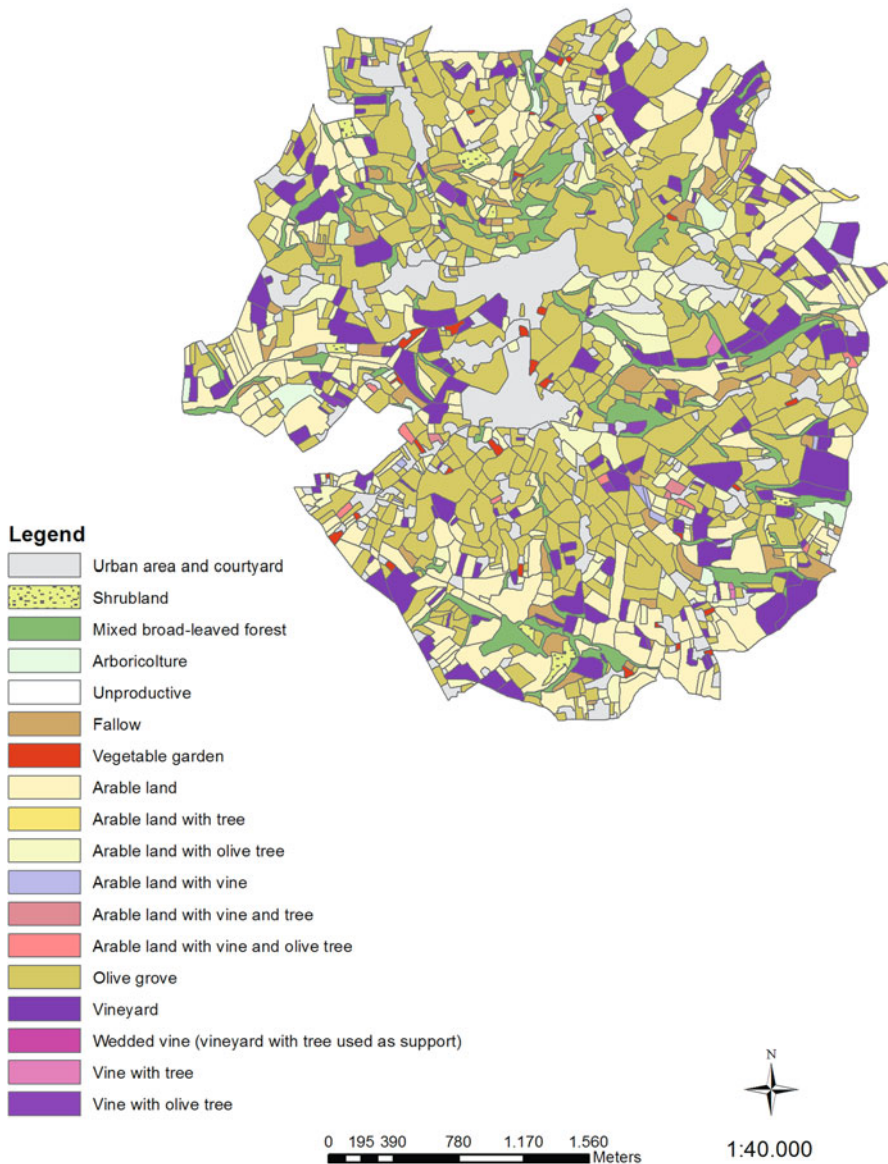 Legend
Urban area and courtyard
Shrubland
Mixed broad-leaved forest
Arboricolture
Unproductive
Fallow
Vegetable garden
Arable land
Arable land with tree
Arable land with olive tree
Arable land with vine
Arable land with vine and tree
Arable land with vine and olive tree
Olive grove
Vineyard
Wedded vine (vineyard with tree used as support)
Vine with tree
Vine with olive tree
N
0 195 390 780 1.170 1.560
Meters
1:40.000